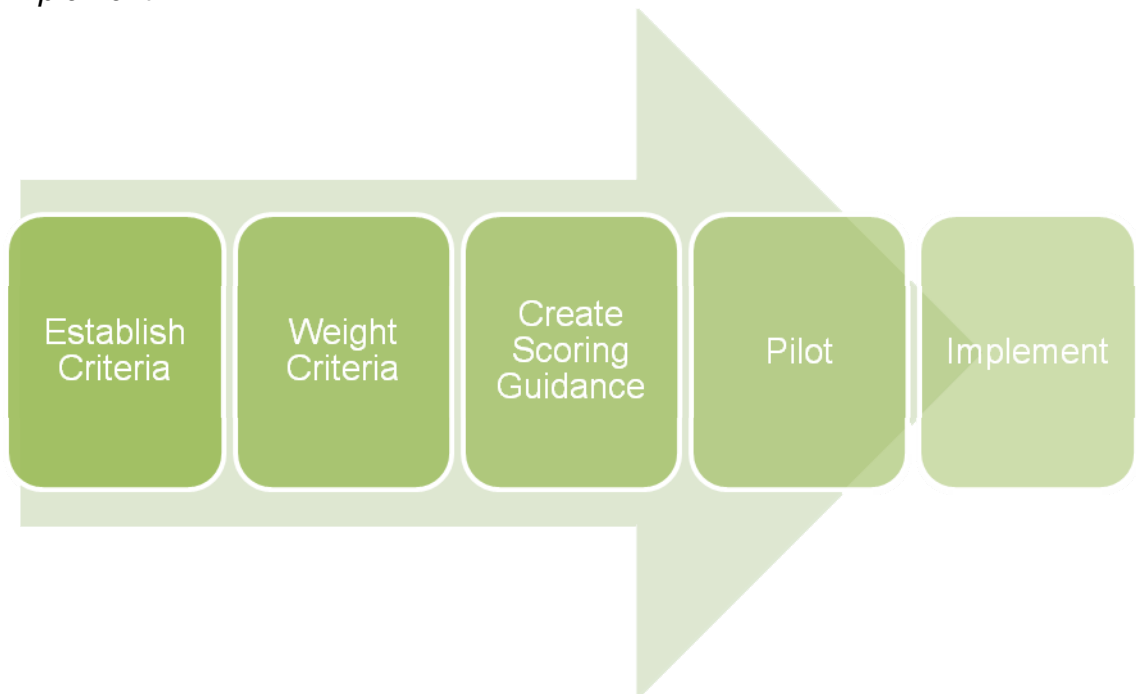 Establish
Criteria
Weight
Criteria
Create
Scoring
Guidance
Pilot
Implement